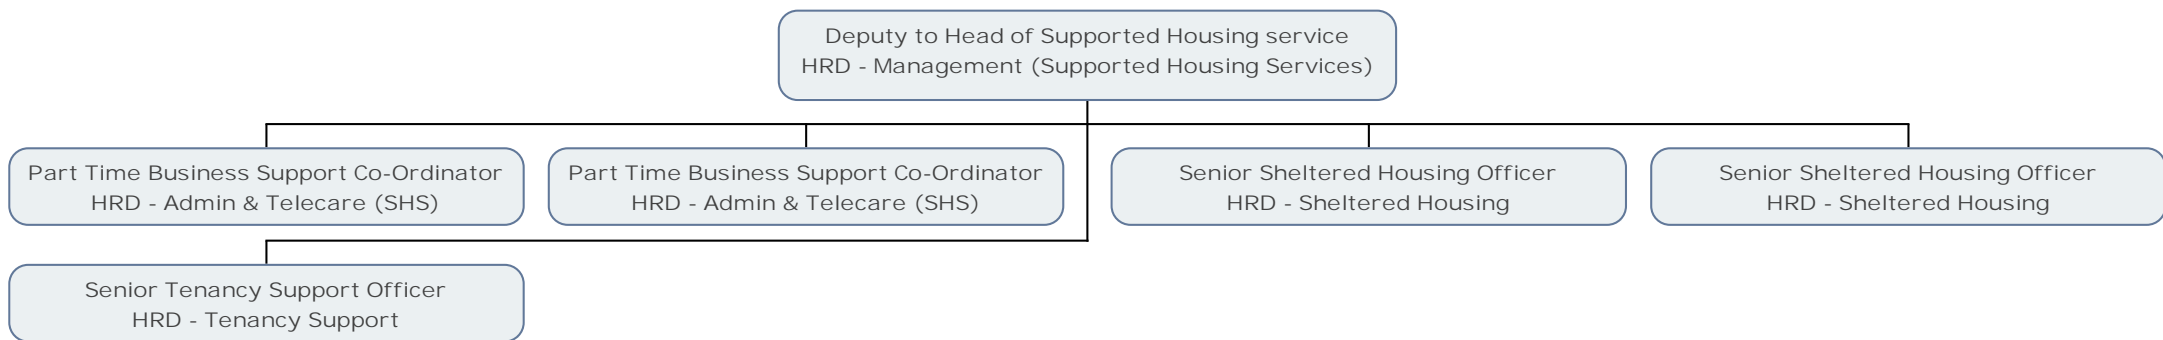 Deputy to Head of Supported Housing service
HRD - Management (Supported Housing Services)
Part Time Business Support Co-Ordinator
HRD - Admin & Telecare (SHS)
Part Time Business Support Co-Ordinator
HRD - Admin & Telecare (SHS)
Senior Sheltered Housing Officer
HRD - Sheltered Housing
Senior Sheltered Housing Officer
HRD - Sheltered Housing
Senior Tenancy Support Officer
HRD - Tenancy Support